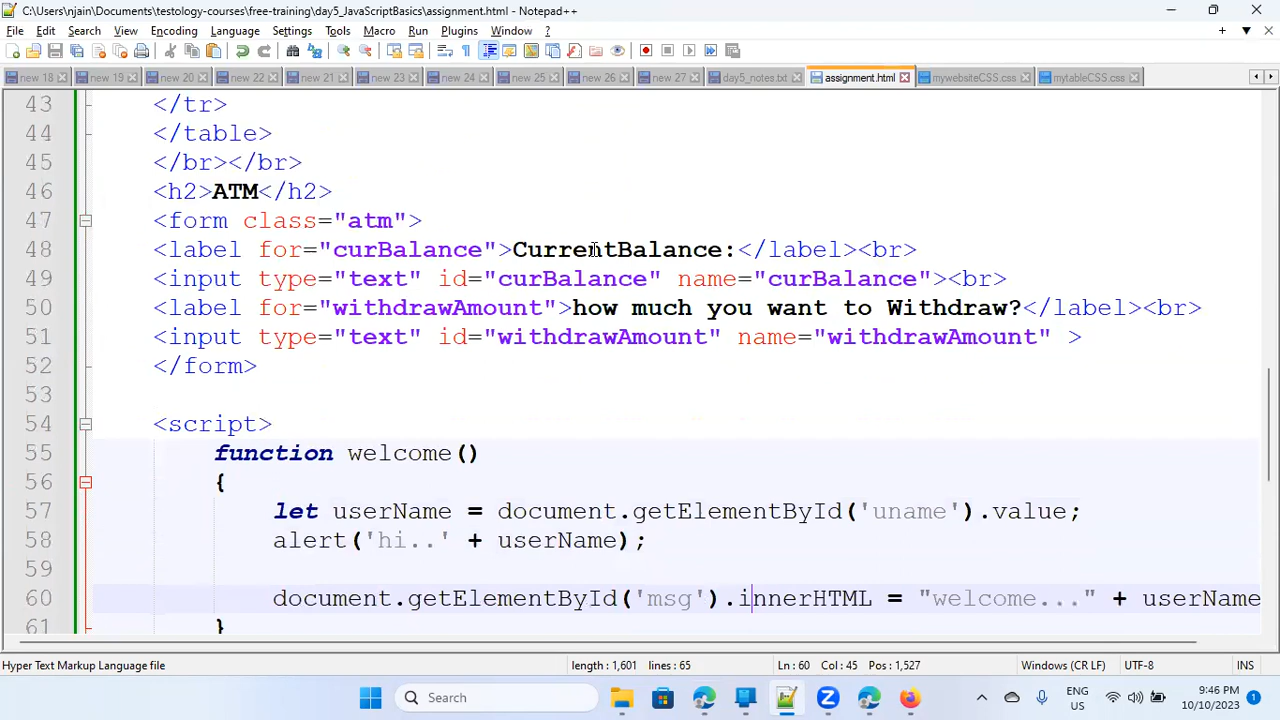 C:\Users\njain\Documents\testology-courses\free-training\day5_JavaScriptBasics\assignment.html - Notepad++
File Edit Search View Encoding Language Settings Tools Macro Run Plugins Window ?
new 18 new 19 new 20 new 22 new 21 new 23 new 24 new 25 new 26 new 27 day5_notes.txt assignment.html mywebsiteCSS.css mytableCSS.css
43 </tr>
44 </table>
45 </br></br>
46 <h2>ATM</h2>
47 <form class="atm">
48 <label for="curBalance">CurrentBalance:</label><br>
49 <input type="text" id="curBalance" name="curBalance"><br>
50 <label for="withdrawAmount">how much you want to Withdraw?</label><br>
51 <input type="text" id="withdrawAmount" name="withdrawAmount" >
52 </form>
53
54 <script>
55 function welcome()
56 {
57 let userName = document.getElementById('uname').value;
58 alert('hi..' + userName);
59
60 document.getElementById('msg').innerHTML = "welcome..." + userName
61 }
Hyper Text Markup Language file length : 1,601 lines : 65 Ln : 60 Col : 45 Pos : 1,527 Windows (CR LF) UTF-8 INS
Search
ENG
POUS
9:46 PM
10/10/2023
1